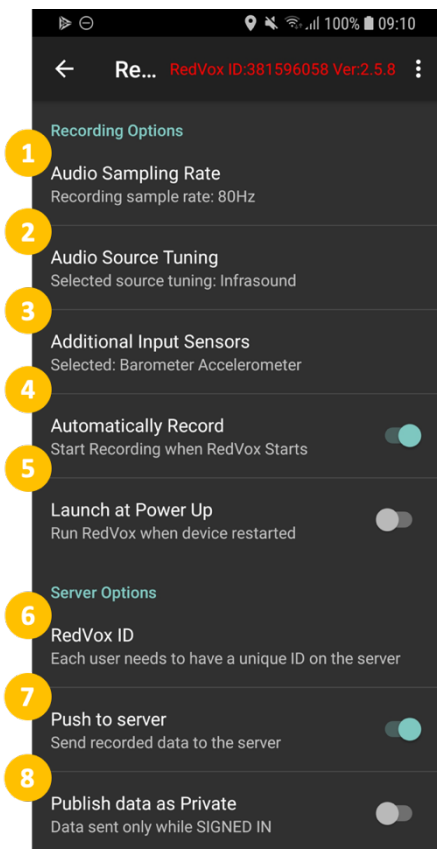 100% 09:10
Re... RedVox ID:381596058 Ver:2.5.8
Recording Options
1
Audio Sampling Rate
Recording sample rate: 80Hz
2
Audio Source Tuning
Selected source tuning: Infrasound
3
Additional Input Sensors
Selected: Barometer Accelerometer
4
Automatically Record
Start Recording when RedVox Starts
5
Launch at Power Up
Run RedVox when device restarted
Server Options
6
RedVox ID
Each user needs to have a unique ID on the server
7
Push to server
Send recorded data to the server
8
Publish data as Private
Data sent only while SIGNED IN